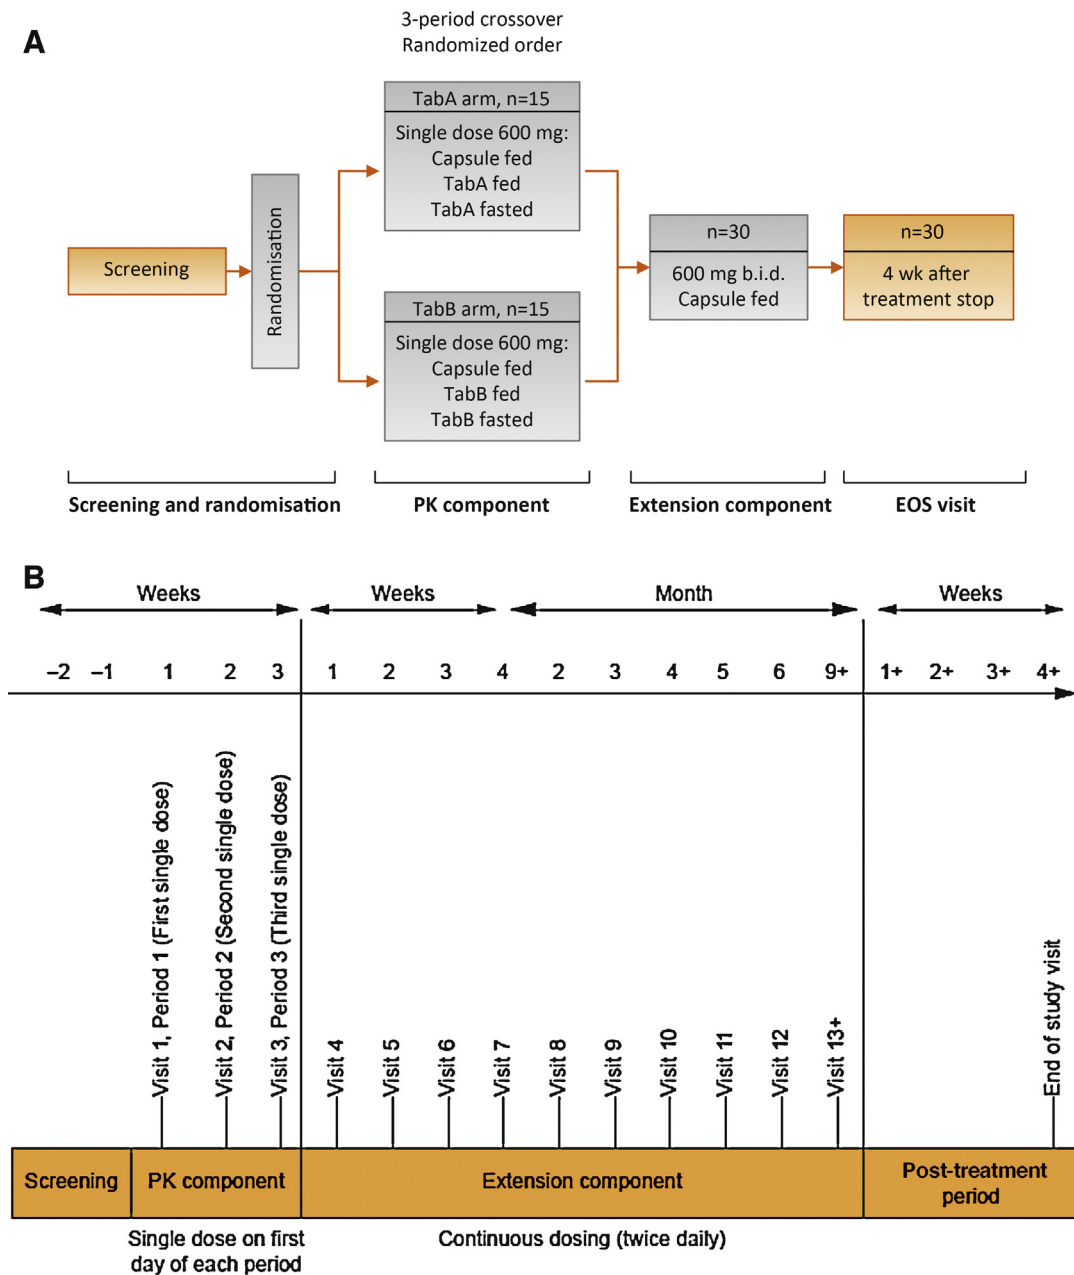 A
3-period crossover
Randomized order
TabA arm, n=15
Single dose 600 mg:
Capsule fed
TabA fed
TabA fasted
Screening
Randomisation
TabB arm, n=15
Single dose 600 mg:
Capsule fed
TabB fed
TabB fasted
n=30
600 mg b.i.d.
Capsule fed
n=30
4 wk after
treatment stop
Screening and randomisation
PK component
Extension component
EOS visit
B
Weeks
Weeks
Month
Weeks
–2 –1 1 2 3 1 2 3 4 2 3 4 5 6 9+ 1+ 2+ 3+ 4+
Visit 1, Period 1 (First single dose)
Visit 2, Period 2 (Second single dose)
Visit 3, Period 3 (Third single dose)
Visit 4
Visit 5
Visit 6
Visit 7
Visit 8
Visit 9
Visit 10
Visit 11
Visit 12
Visit 13+
End of study visit
Screening
PK component
Extension component
Post-treatment
period
Single dose on first
day of each period
Continuous dosing (twice daily)